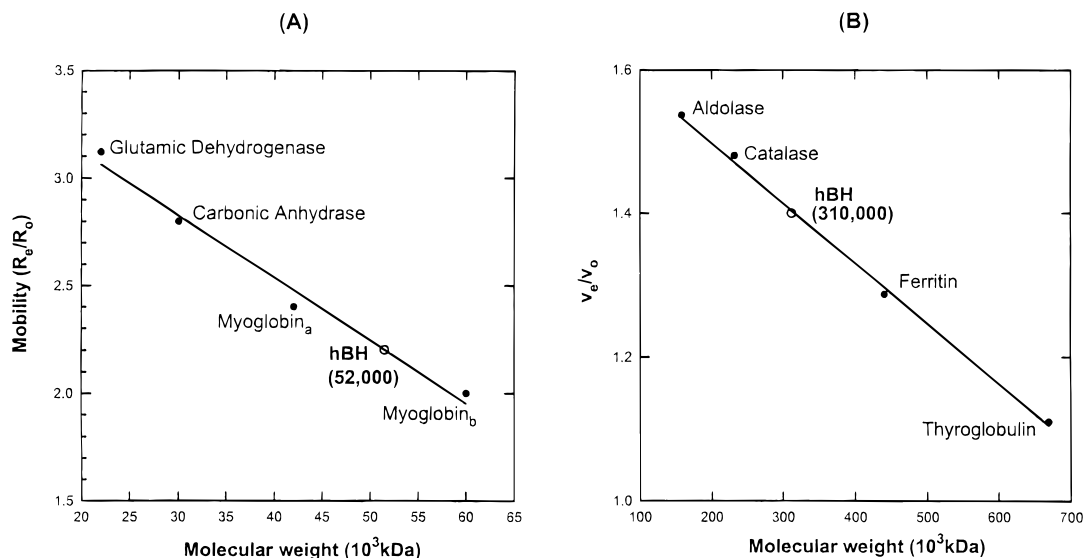 (A)
3.5
3.0
2.5
2.0
1.5
Mobility (Re/Ro)
Glutamic Dehydrogenase
Carbonic Anhydrase
Myoglobina
hBH
(52,000)
Myoglobinb
20 25 30 35 40 45 50 55 60 65
Molecular weight (10³kDa)
(B)
1.6
1.4
1.2
1.0
ve/vo
Aldolase
Catalase
hBH
(310,000)
Ferritin
Thyroglobulin
100 200 300 400 500 600 700
Molecular weight (10³kDa)